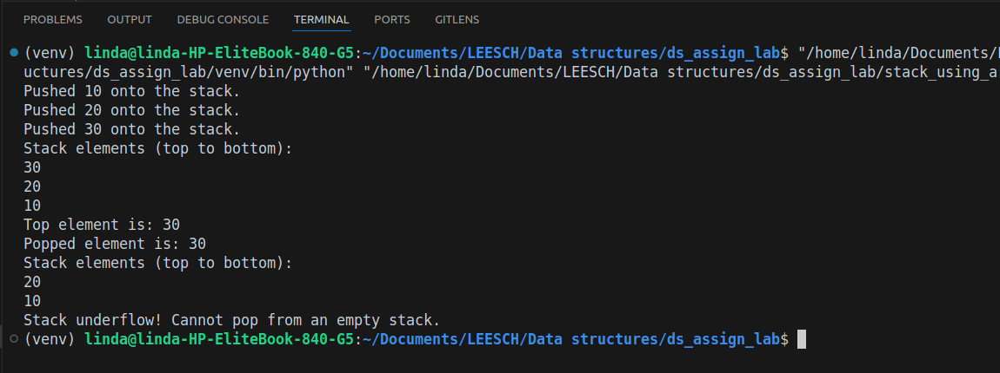 PROBLEMS OUTPUT DEBUG CONSOLE TERMINAL PORTS GITLENS
(venv) linda@linda-HP-EliteBook-840-G5:~/Documents/LEESCH/Data structures/ds_assign_lab$ "/home/linda/Documents/
uctures/ds_assign_lab/venv/bin/python" "/home/linda/Documents/LEESCH/Data structures/ds_assign_lab/stack_using_a
Pushed 10 onto the stack.
Pushed 20 onto the stack.
Pushed 30 onto the stack.
Stack elements (top to bottom):
30
20
10
Top element is: 30
Popped element is: 30
Stack elements (top to bottom):
20
10
Stack underflow! Cannot pop from an empty stack.
(venv) linda@linda-HP-EliteBook-840-G5:~/Documents/LEESCH/Data structures/ds_assign_lab$